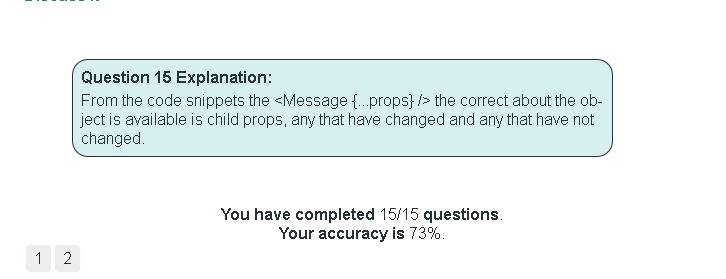 Question 15 Explanation:
From the code snippets the <Message {...props} /> the correct about the ob-
ject is available is child props, any that have changed and any that have not
changed.
You have completed 15/15 questions.
Your accuracy is 73%.
1 2